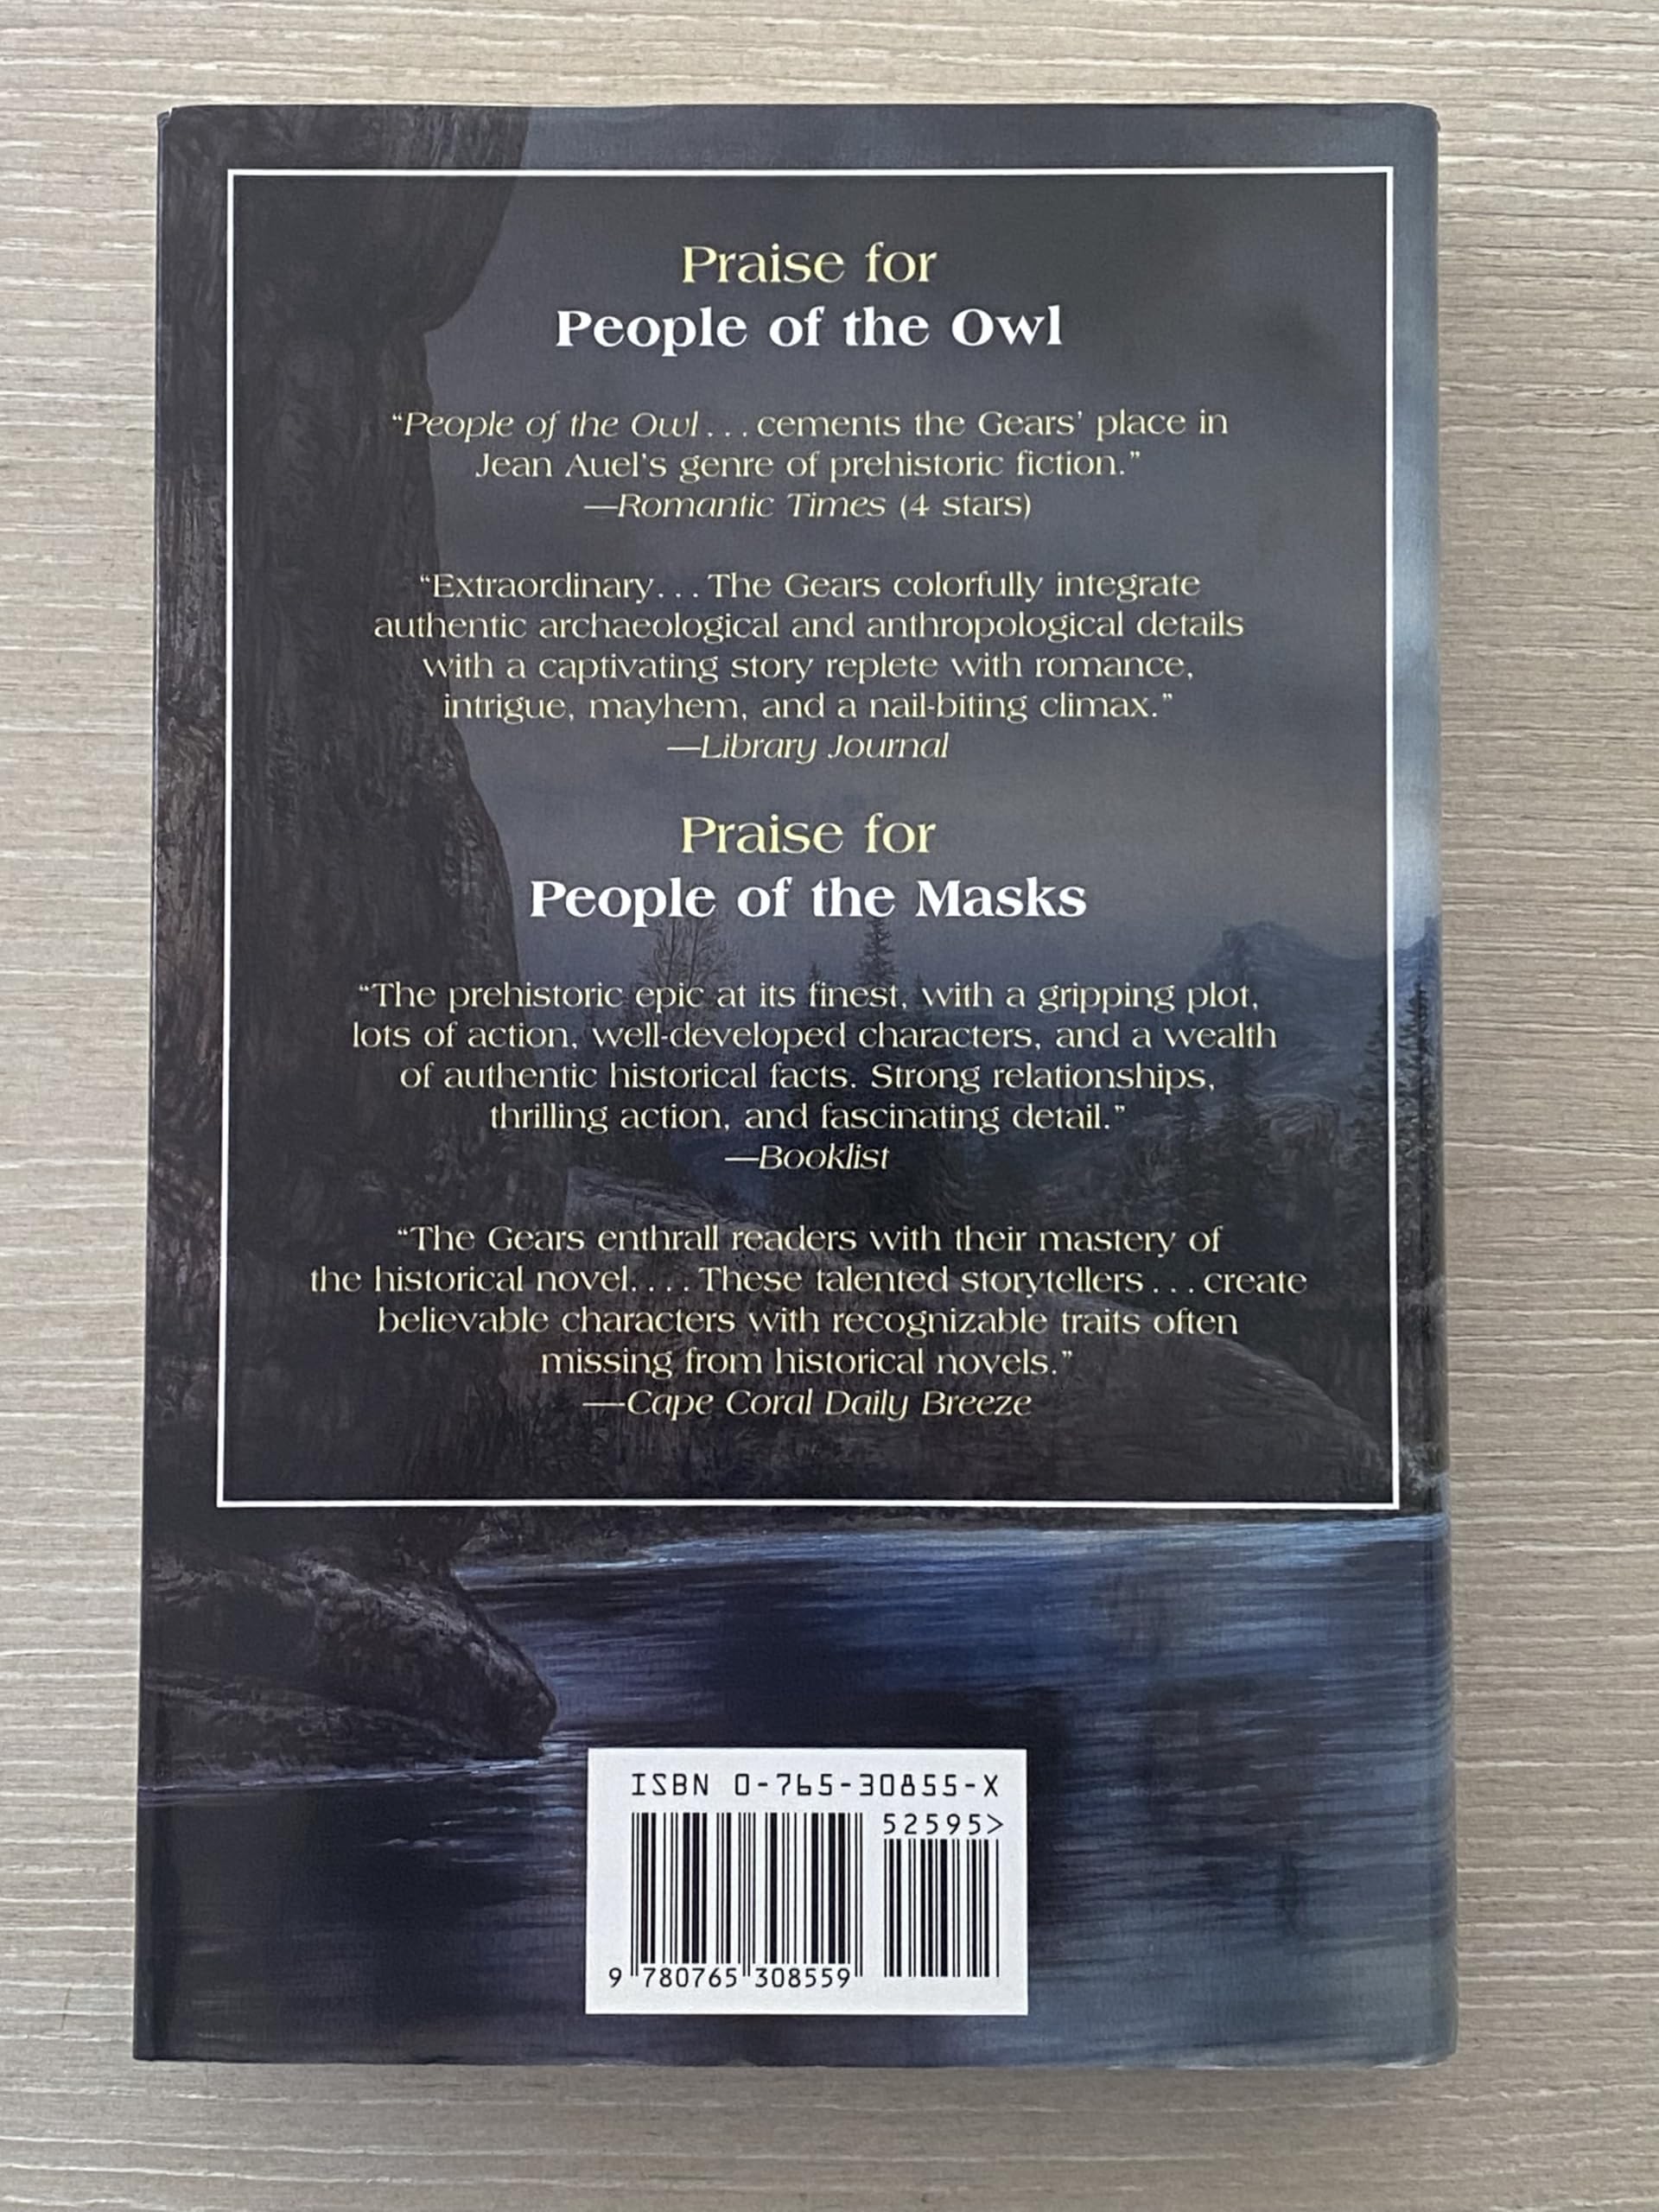 Praise for
People of the Owl
“People of the Owl...cements the Gears’ place in
Jean Auel’s genre of prehistoric fiction.”
—Romantic Times (4 stars)
“Extraordinary...The Gears colorfully integrate
authentic archaeological and anthropological details
with a captivating story replete with romance,
intrigue, mayhem, and a nail-biting climax.”
—Library Journal
Praise for
People of the Masks
“The prehistoric epic at its finest, with a gripping plot,
lots of action, well-developed characters, and a wealth
of authentic historical facts. Strong relationships,
thrilling action, and fascinating detail.”
—Booklist
“The Gears enthrall readers with their mastery of
the historical novel.... These talented storytellers...create
believable characters with recognizable traits often
missing from historical novels.”
—Cape Coral Daily Breeze
ISBN 0-765-30855-X
52595>
9 780765 308559